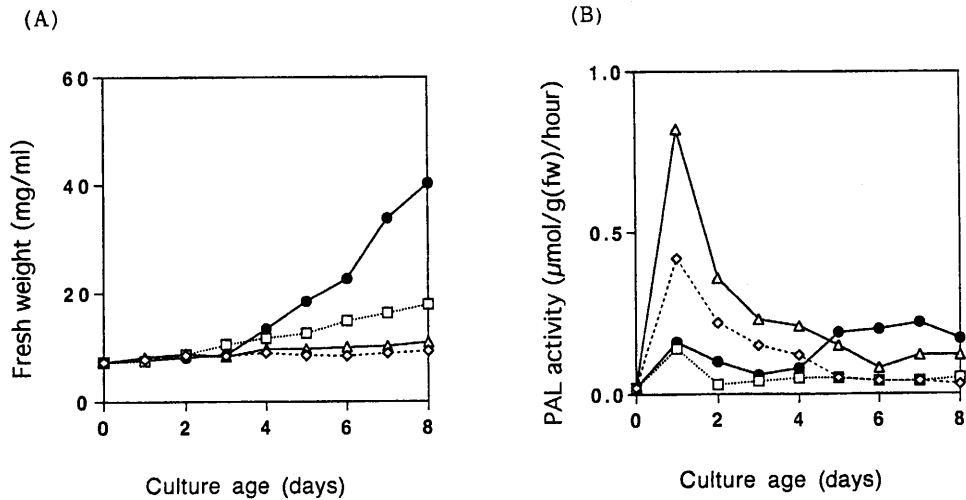 (A)
(B)
Fresh weight (mg/ml)
60
40
20
0
0 2 4 6 8
Culture age (days)
PAL activity (μmol/g(fw)/hour)
1.0
0.5
0.0
0 2 4 6 8
Culture age (days)